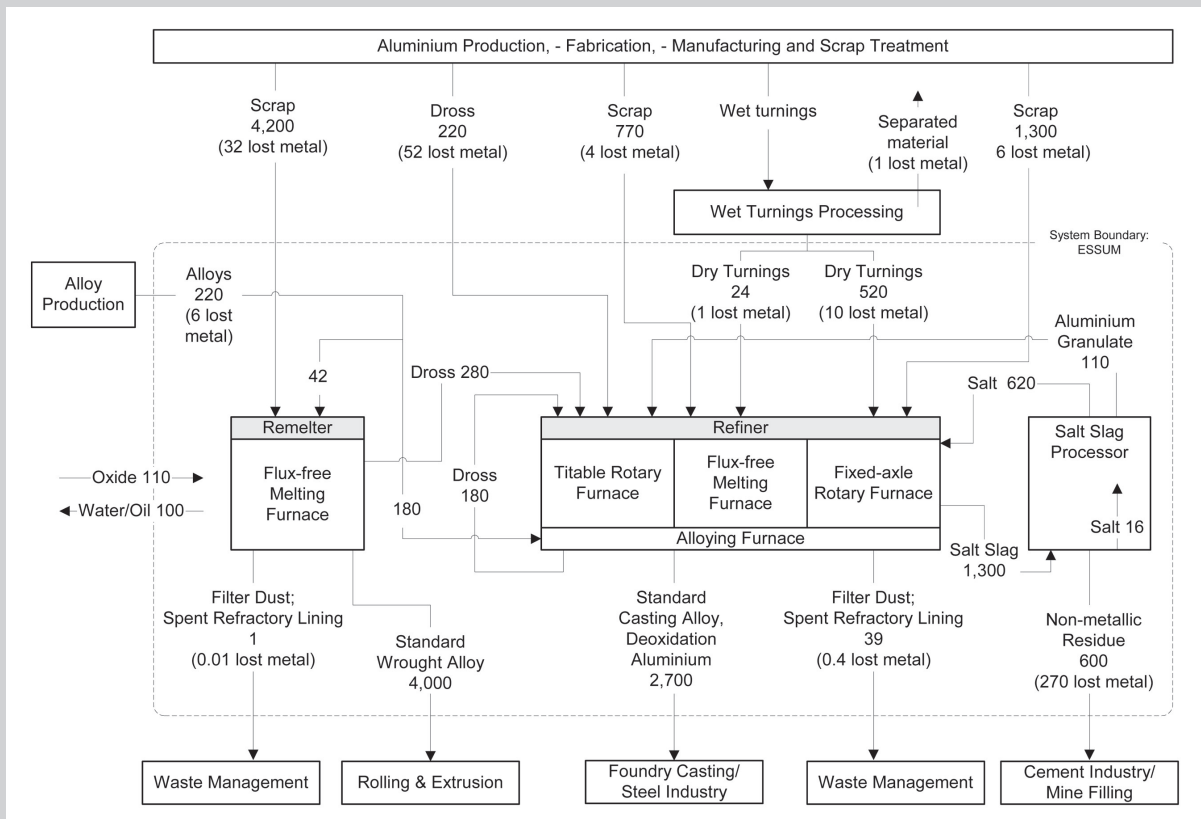 Aluminium Production, - Fabrication, - Manufacturing and Scrap Treatment
Scrap
4,200
(32 lost metal)
Dross
220
(52 lost metal)
Scrap
770
(4 lost metal)
Wet turnings
Separated
material
(1 lost metal)
Scrap
1,300
6 lost metal)
Wet Turnings Processing
System Boundary:
ESSUM
Alloy
Production
Alloys
220
(6 lost
metal)
Dry Turnings
24
(1 lost metal)
Dry Turnings
520
(10 lost metal)
Aluminium
Granulate
110
42
Dross 280
Salt 620
Remelter
Flux-free
Melting
Furnace
Oxide 110
Water/Oil 100
180
Dross
180
Refiner
Titable Rotary
Furnace
Flux-free
Melting
Furnace
Fixed-axle
Rotary Furnace
Alloying Furnace
Salt Slag
Processor
Salt 16
Salt Slag
1,300
Filter Dust;
Spent Refractory Lining
1
(0.01 lost metal)
Standard
Wrought Alloy
4,000
Standard
Casting Alloy,
Deoxidation
Aluminium
2,700
Filter Dust;
Spent Refractory Lining
39
(0.4 lost metal)
Non-metallic
Residue
600
(270 lost metal)
Waste Management
Rolling & Extrusion
Foundry Casting/
Steel Industry
Waste Management
Cement Industry/
Mine Filling